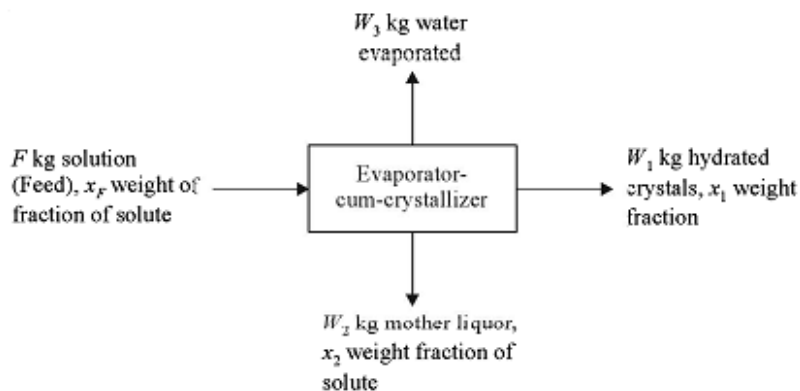 W₃ kg water
evaporated
F kg solution
(Feed), x_F weight of
fraction of solute
Evaporator-
cum-crystallizer
W₁ kg hydrated
crystals, x₁ weight
fraction
W₂ kg mother liquor,
x₂ weight fraction of
solute